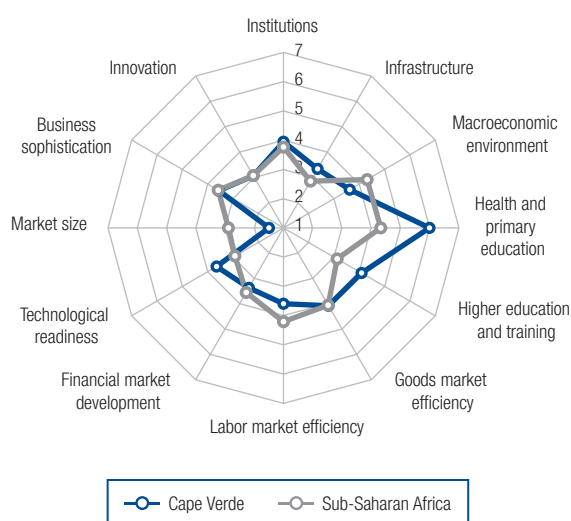 Institutions
7
6
5
4
3
2
1
Infrastructure
Macroeconomic
environment
Health and
primary
education
Higher education
and training
Goods market
efficiency
Labor market efficiency
Financial market
development
Technological
readiness
Market size
Business
sophistication
Innovation
Cape Verde
Sub-Saharan Africa